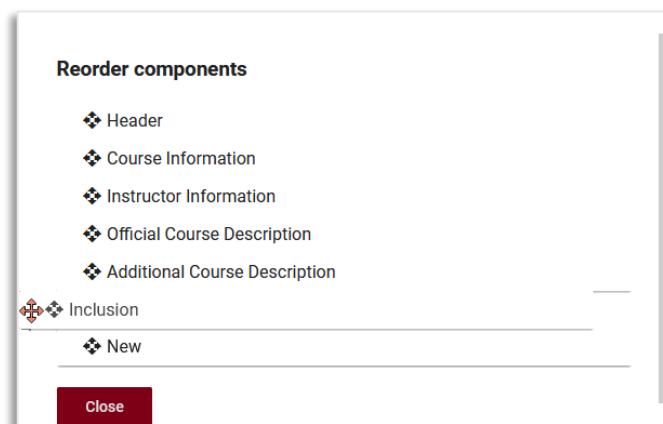 Reorder components
Header
Course Information
Instructor Information
Official Course Description
Additional Course Description
Inclusion
New
Close